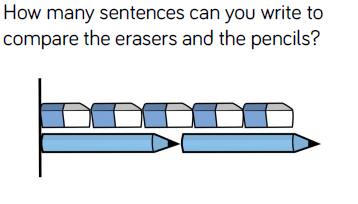 How many sentences can you write to
compare the erasers and the pencils?